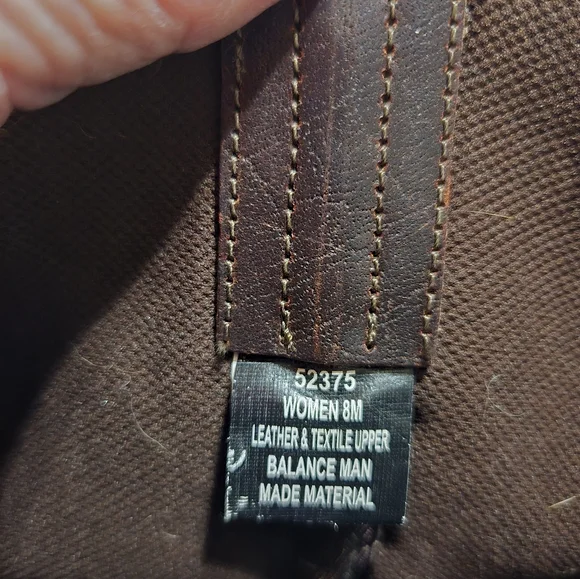 52375
WOMEN 8M
LEATHER & TEXTILE UPPER
BALANCE MAN
MADE MATERIAL